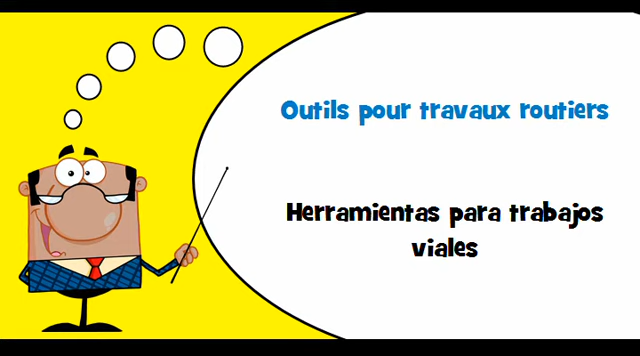 Outils pour travaux routiers
Herramientas para trabajos
viales